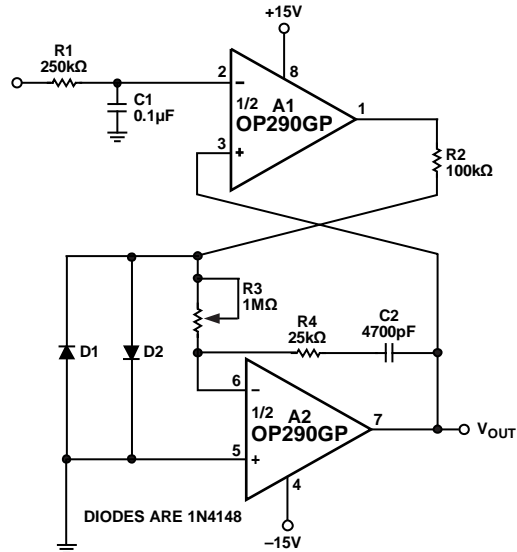 +15V
R1
250kΩ
2
–
8
C1
0.1µF
1/2
A1
OP290GP
1
3
+
R2
100kΩ
R3
1MΩ
R4
25kΩ
C2
4700pF
D1
D2
6
–
1/2
A2
OP290GP
7
VOUT
5
+
4
DIODES ARE 1N4148
–15V